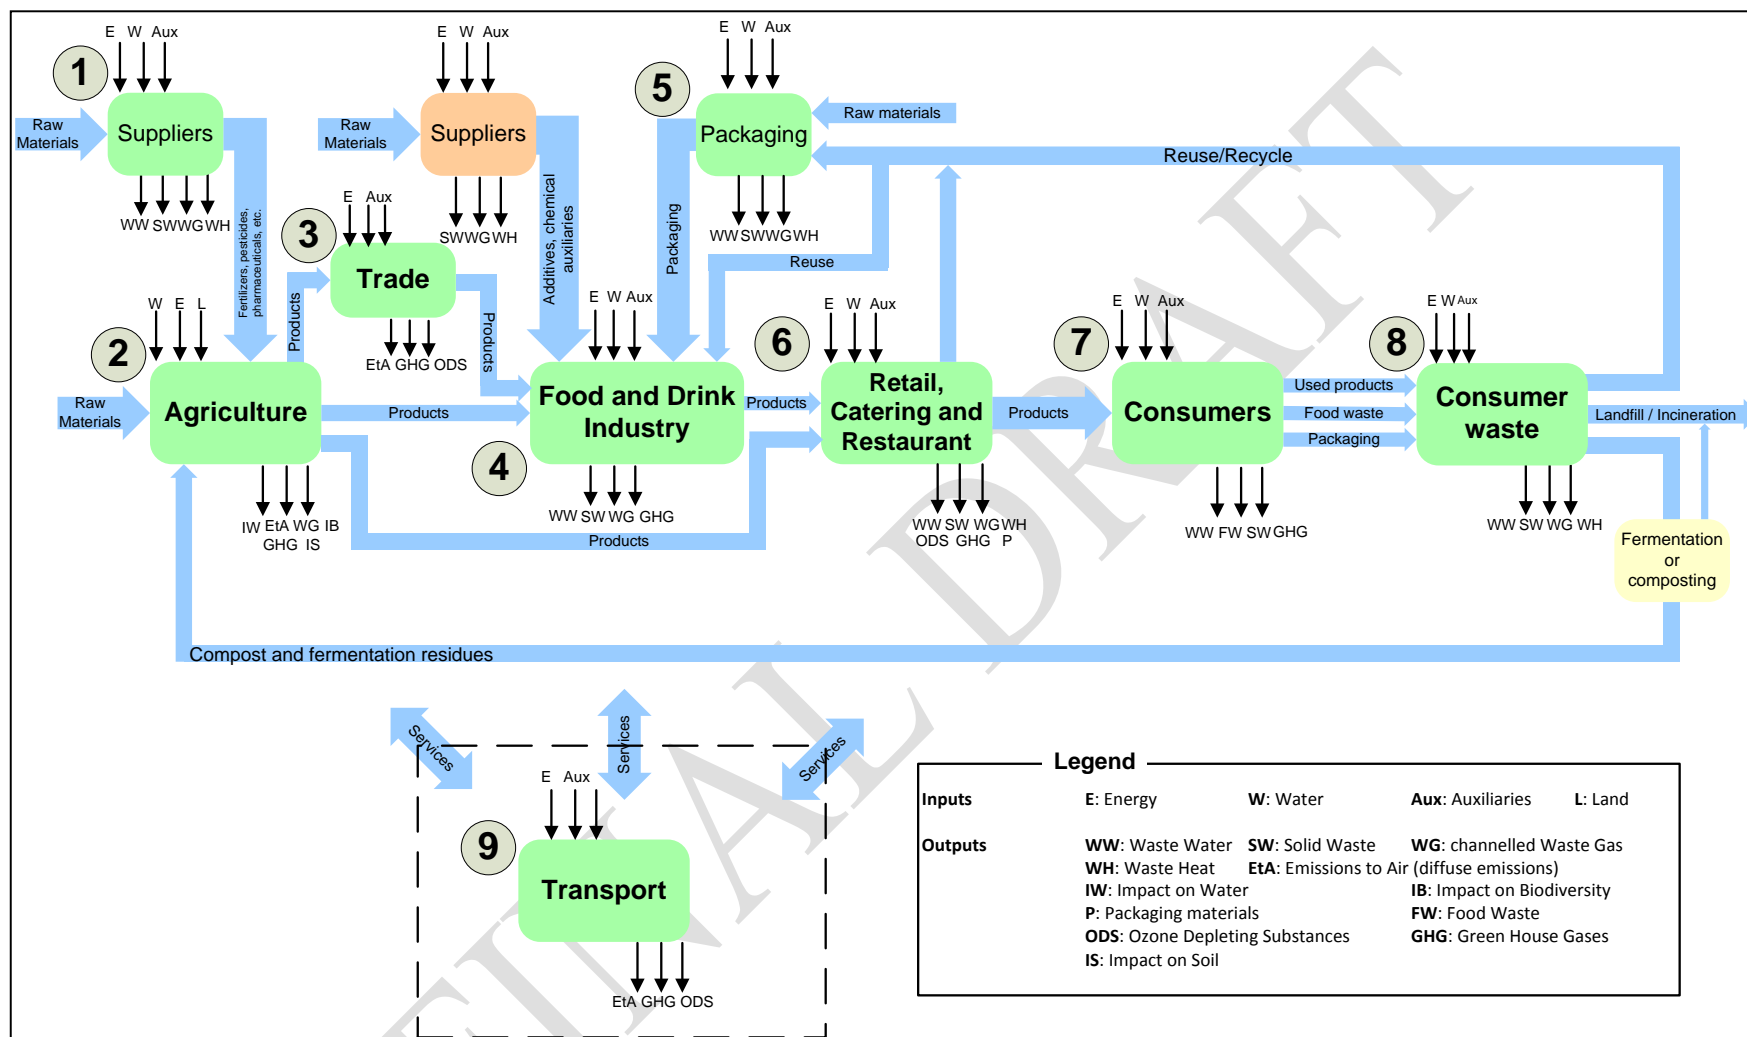 E W Aux
E W Aux
E W Aux
1
5
Raw
Materials
Suppliers
Raw
Materials
Suppliers
Packaging
Raw materials
Reuse/Recycle
WW SW WG WH
Fertilizers, pesticides,
pharmaceuticals, etc.
E Aux
3
SW WG WH
Additives, chemical
auxiliaries
Packaging
WW SW WG WH
Reuse
Trade
Products
Products
W E L
2
EtA GHG ODS
E W Aux
6
E W Aux
7
E W Aux
8
E W Aux
Raw
Materials
Agriculture
Products
Food and Drink
Industry
4
Products
Retail,
Catering and
Restaurant
Products
Consumers
Used products
Food waste
Packaging
Consumer
waste
Landfill / Incineration
IW EtA WG IB
GHG IS
WW SW WG GHG
Products
WW SW WG WH
ODS GHG P
WW FW SW GHG
WW SW WG WH
Fermentation
or
composting
Compost and fermentation residues
Services
Services
Services
E Aux
9
Transport
EtA GHG ODS
Legend
Inputs E: Energy W: Water Aux: Auxiliaries L: Land
Outputs WW: Waste Water SW: Solid Waste WG: channelled Waste Gas
WH: Waste Heat EtA: Emissions to Air (diffuse emissions)
IW: Impact on Water IB: Impact on Biodiversity
P: Packaging materials FW: Food Waste
ODS: Ozone Depleting Substances GHG: Green House Gases
IS: Impact on Soil
FINAL DRAFT